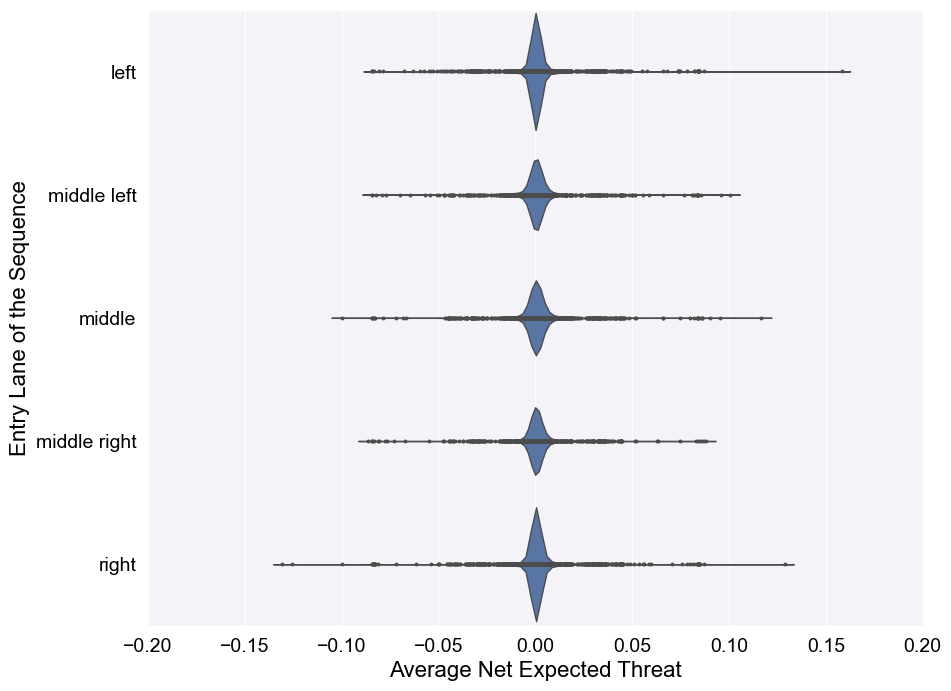 left
middle left
middle
middle right
right
Entry Lane of the Sequence
−0.20 −0.15 −0.10 −0.05 0.00 0.05 0.10 0.15 0.20
Average Net Expected Threat